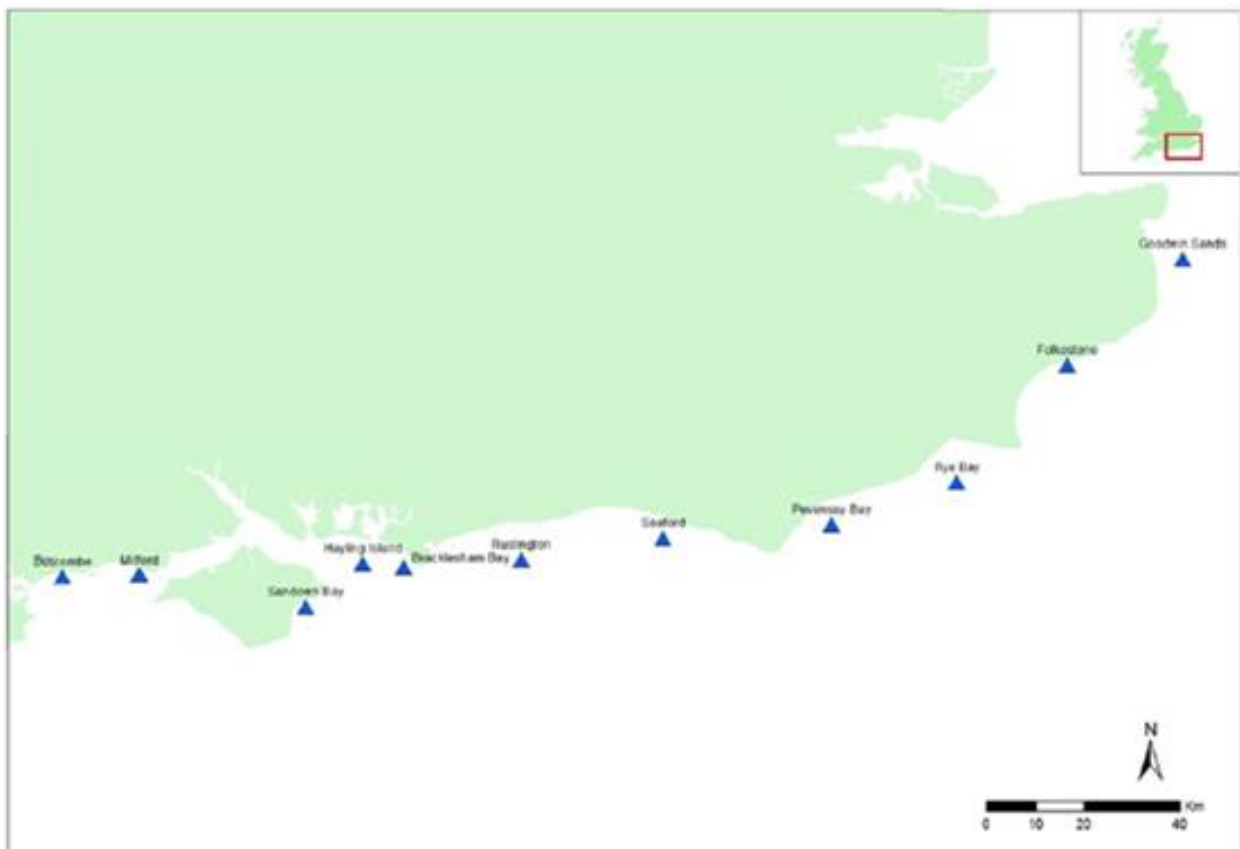 Goodwin Sands
Folkestone
Rye Bay
Pevensey Bay
Seaford
Rustington
Bracklesham Bay
Hayling Island
Sandown Bay
Milford
Boscombe
N
Km
0 10 20 40